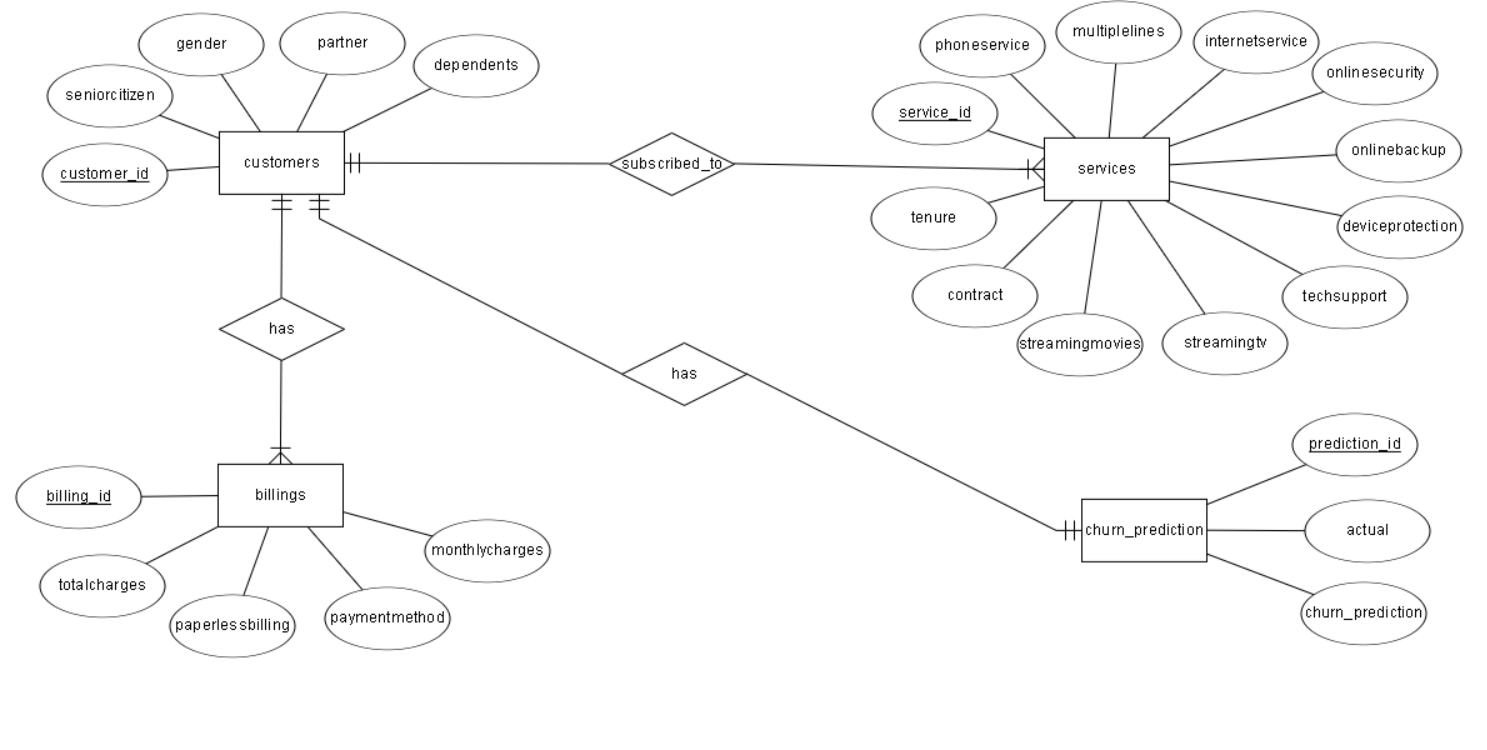 gender
partner
dependents
seniorcitizen
customer_id
customers
subscribed_to
phoneservice
multiplelines
internetservice
onlinesecurity
service_id
onlinebackup
services
tenure
deviceprotection
contract
techsupport
streamingmovies
streamingtv
has
has
prediction_id
billing_id
billings
churn_prediction
actual
monthlycharges
totalcharges
paperlessbilling
paymentmethod
churn_prediction